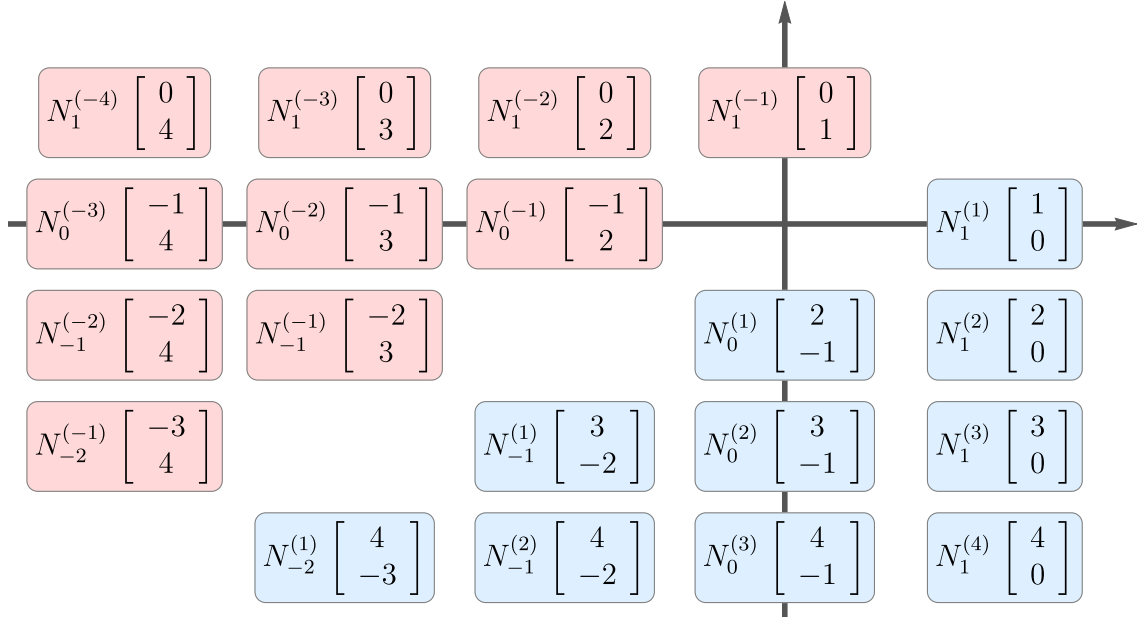 N_1^{(-4)} [0 4] N_1^{(-3)} [0 3] N_1^{(-2)} [0 2] N_1^{(-1)} [0 1]
N_0^{(-3)} [-1 4] N_0^{(-2)} [-1 3] N_0^{(-1)} [-1 2] N_1^{(1)} [1 0]
N_{-1}^{(-2)} [-2 4] N_{-1}^{(-1)} [-2 3] N_0^{(1)} [2 -1] N_1^{(2)} [2 0]
N_{-2}^{(-1)} [-3 4] N_{-1}^{(1)} [3 -2] N_0^{(2)} [3 -1] N_1^{(3)} [3 0]
N_{-2}^{(1)} [4 -3] N_{-1}^{(2)} [4 -2] N_0^{(3)} [4 -1] N_1^{(4)} [4 0]